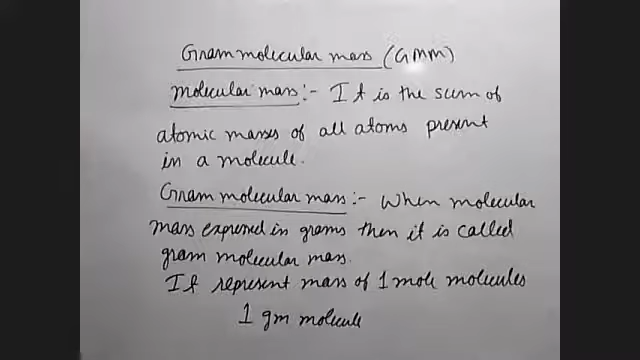 Gram molecular mass (GMM)
Molecular mass :- It is the sum of
atomic masses of all atoms present
in a molecule.
Gram molecular mass :- When molecular
mass expressed in grams then it is called
gram molecular mass.
It represent mass of 1 mole molecules
1 gm molecule